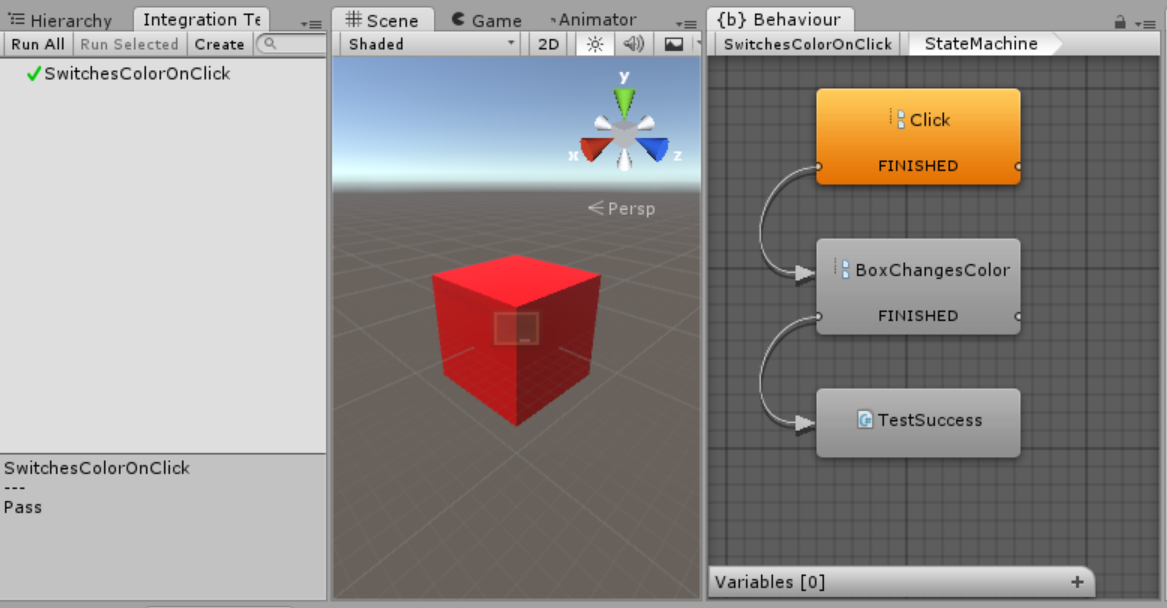 Hierarchy
Integration Te
Run All Run Selected Create
SwitchesColorOnClick
SwitchesColorOnClick
---
Pass
Scene Game Animator
Shaded 2D
y
x z
Persp
{b} Behaviour
SwitchesColorOnClick StateMachine
Click
FINISHED
BoxChangesColor
FINISHED
TestSuccess
Variables [0] +